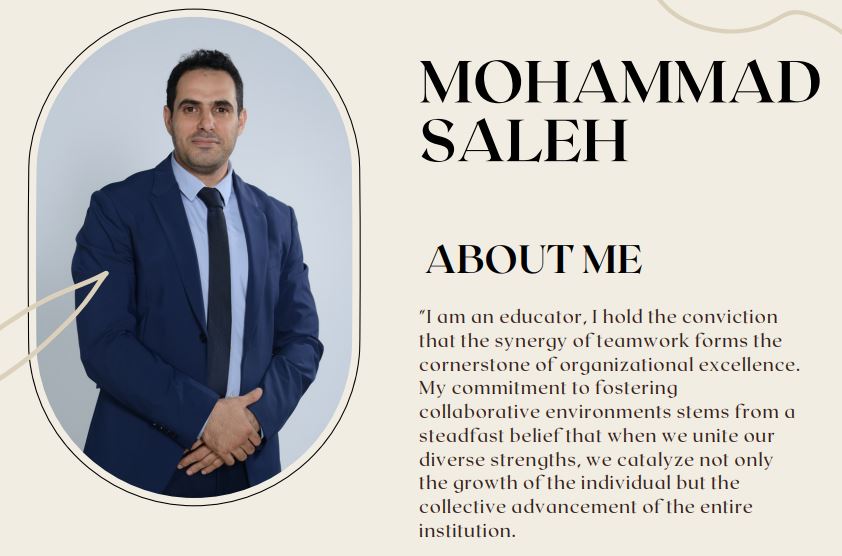 MOHAMMAD
SALEH
ABOUT ME
"I am an educator, I hold the conviction
that the synergy of teamwork forms the
cornerstone of organizational excellence.
My commitment to fostering
collaborative environments stems from a
steadfast belief that when we unite our
diverse strengths, we catalyze not only
the growth of the individual but the
collective advancement of the entire
institution.